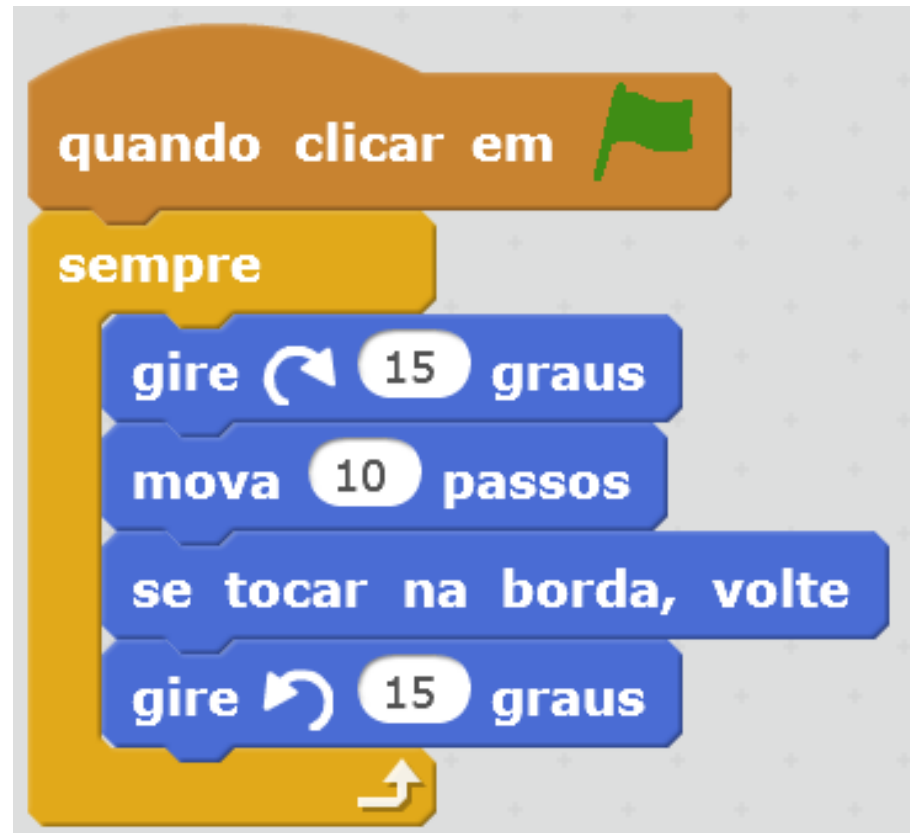 quando clicar em
sempre
gire 15 graus
mova 10 passos
se tocar na borda, volte
gire 15 graus